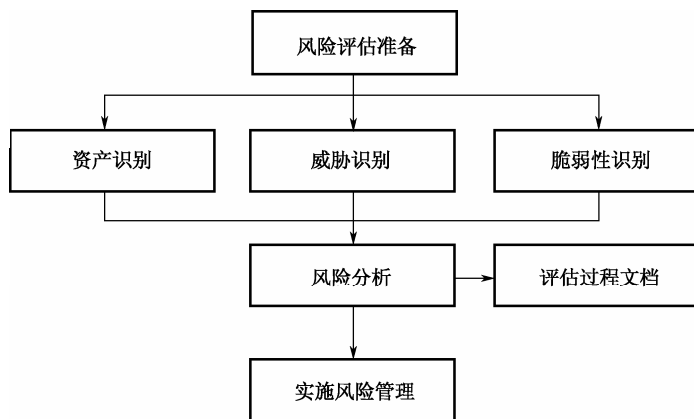 风险评估准备
资产识别
威胁识别
脆弱性识别
风险分析
评估过程文档
实施风险管理